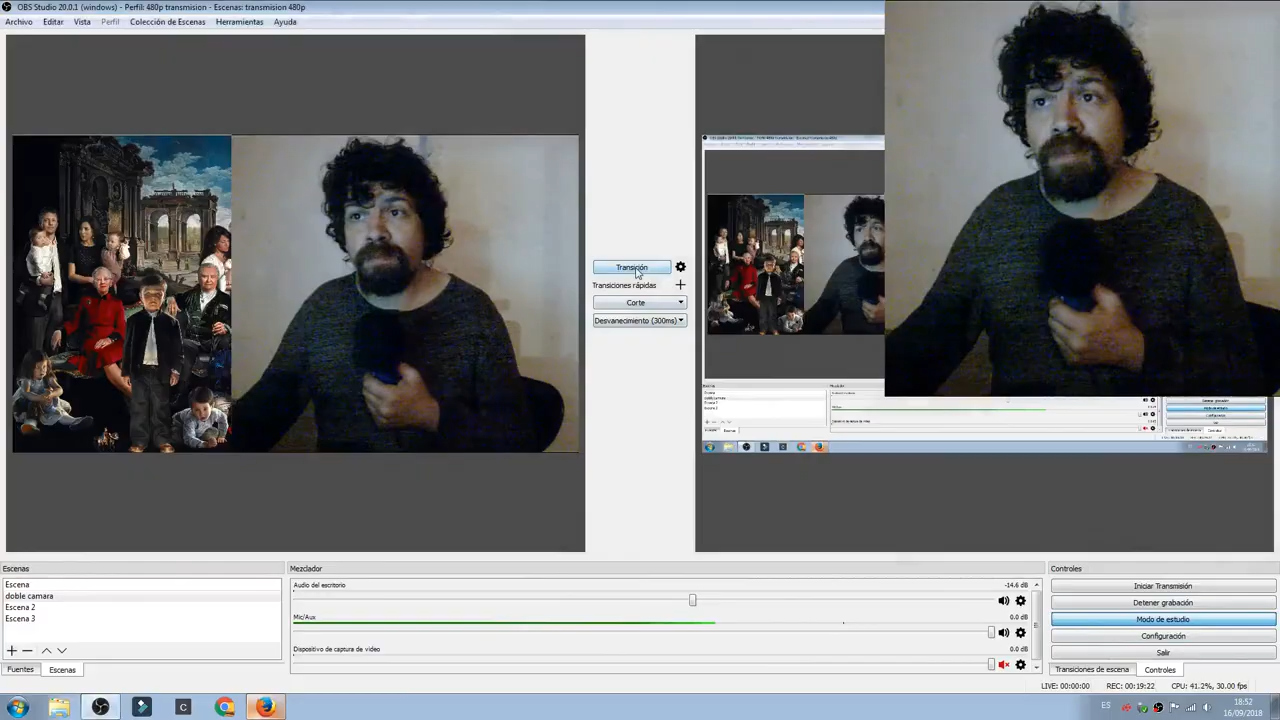 OBS Studio 20.0.1 (windows) - Perfil: 480p transmision - Escenas: transmision 480p
Archivo Editar Vista Perfil Colección de Escenas Herramientas Ayuda
Transición
Transiciones rápidas
Corte
Desvanecimiento (300ms)
Escenas
Escena
doble camara
Escena 2
Escena 3
Fuentes Escenas
Mezclador
Audio del escritorio -14.6 dB
Mic/Aux 0.0 dB
Dispositivo de captura de video 0.0 dB
Controles
Iniciar Transmisión
Detener grabación
Modo de estudio
Configuración
Salir
Transiciones de escena Controles
LIVE: 00:00:00 REC: 00:19:22 CPU: 41.2%, 30.00 fps
ES
18:52
16/09/2018